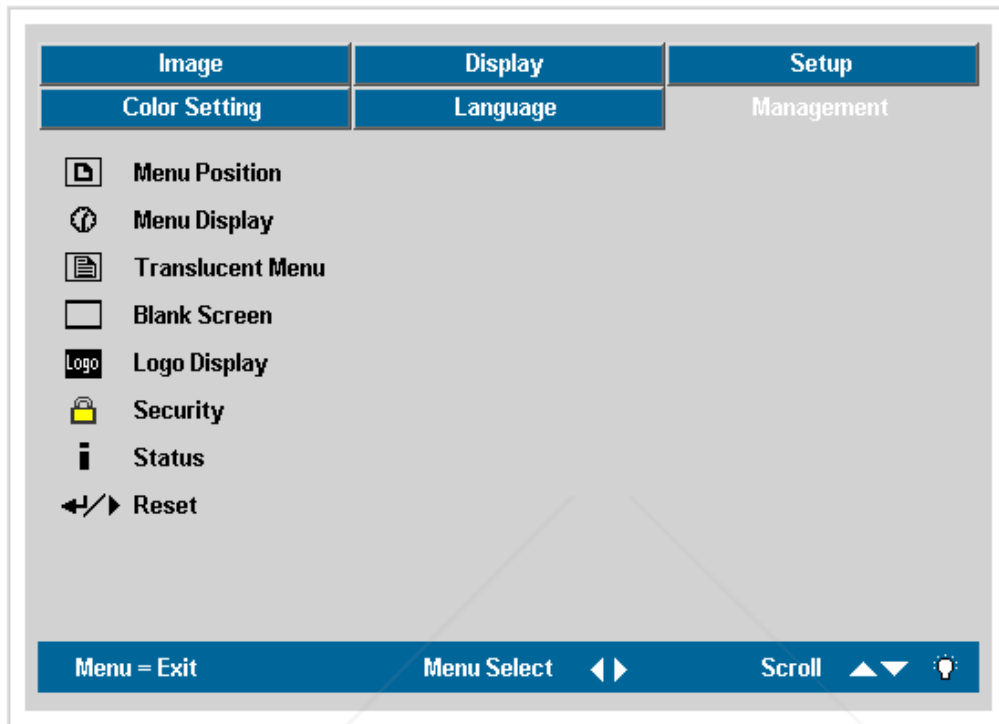 Image Display Setup
Color Setting Language Management
Menu Position
Menu Display
Translucent Menu
Blank Screen
Logo Logo Display
Security
i Status
Reset
Menu = Exit Menu Select Scroll